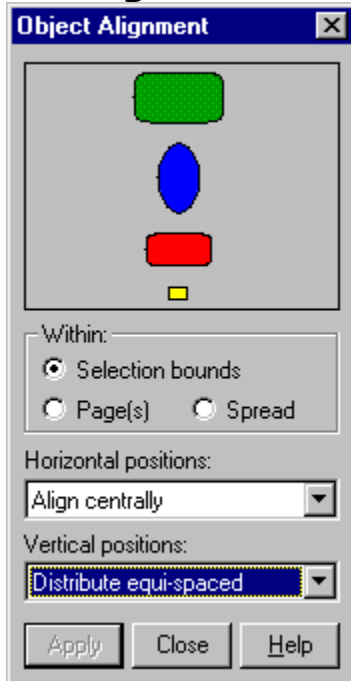 Object Alignment
Within:
Selection bounds
Page(s) Spread
Horizontal positions:
Align centrally
Vertical positions:
Distribute equi-spaced
Apply Close Help